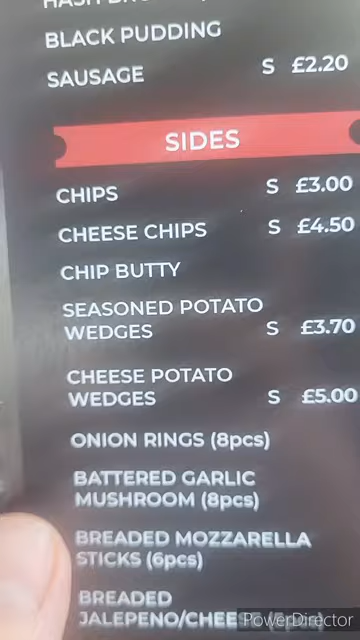 BLACK PUDDING
SAUSAGE S £2.20
SIDES
CHIPS S £3.00
CHEESE CHIPS S £4.50
CHIP BUTTY
SEASONED POTATO
WEDGES S £3.70
CHEESE POTATO
WEDGES S £5.00
ONION RINGS (8pcs)
BATTERED GARLIC
MUSHROOM (8pcs)
BREADED MOZZARELLA
STICKS (6pcs)
BREADED
JALEPENO/CHEESE
PowerDirector